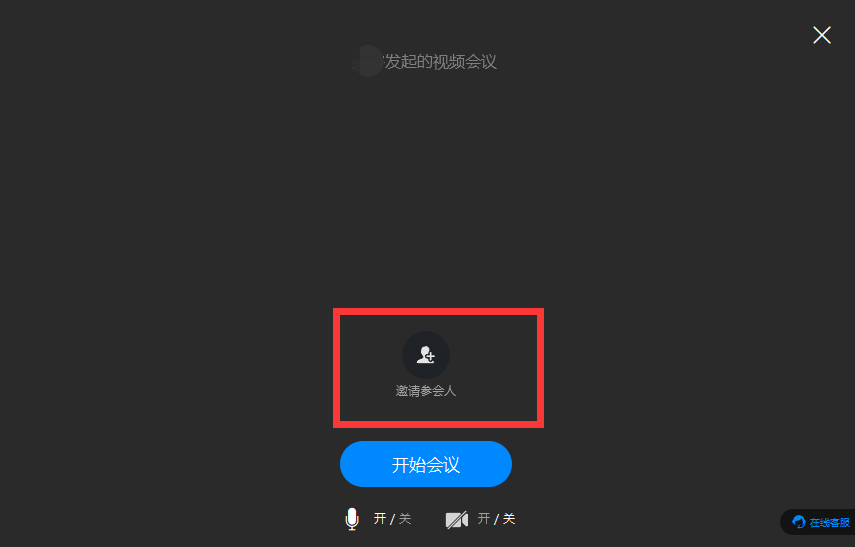 发起的视频会议
邀请参会人
开始会议
开 / 关
开 / 关
在线客服